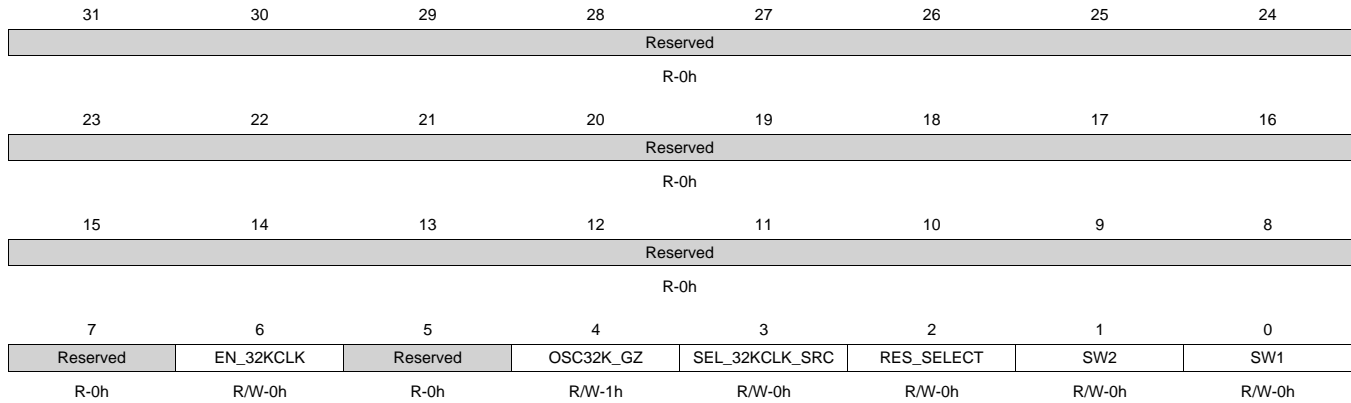 31 30 29 28 27 26 25 24
Reserved
R-0h
23 22 21 20 19 18 17 16
Reserved
R-0h
15 14 13 12 11 10 9 8
Reserved
R-0h
7 6 5 4 3 2 1 0
Reserved EN_32KCLK Reserved OSC32K_GZ SEL_32KCLK_SRC RES_SELECT SW2 SW1
R-0h R/W-0h R-0h R/W-1h R/W-0h R/W-0h R/W-0h R/W-0h